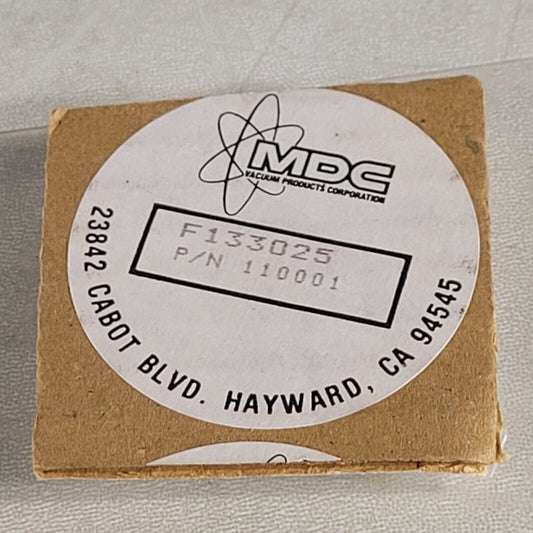 MDC
VACUUM PRODUCTS CORPORATION
F133025
P/N 110001
23842 CABOT BLVD. HAYWARD, CA 94545